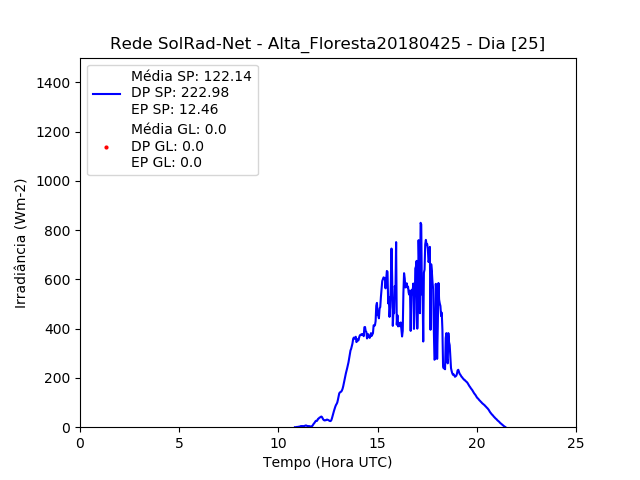 Rede SolRad-Net - Alta_Floresta20180425 - Dia [25]
Média SP: 122.14
DP SP: 222.98
EP SP: 12.46
Média GL: 0.0
DP GL: 0.0
EP GL: 0.0
Irradiância (Wm-2)
1400
1200
1000
800
600
400
200
0
0 5 10 15 20 25
Tempo (Hora UTC)